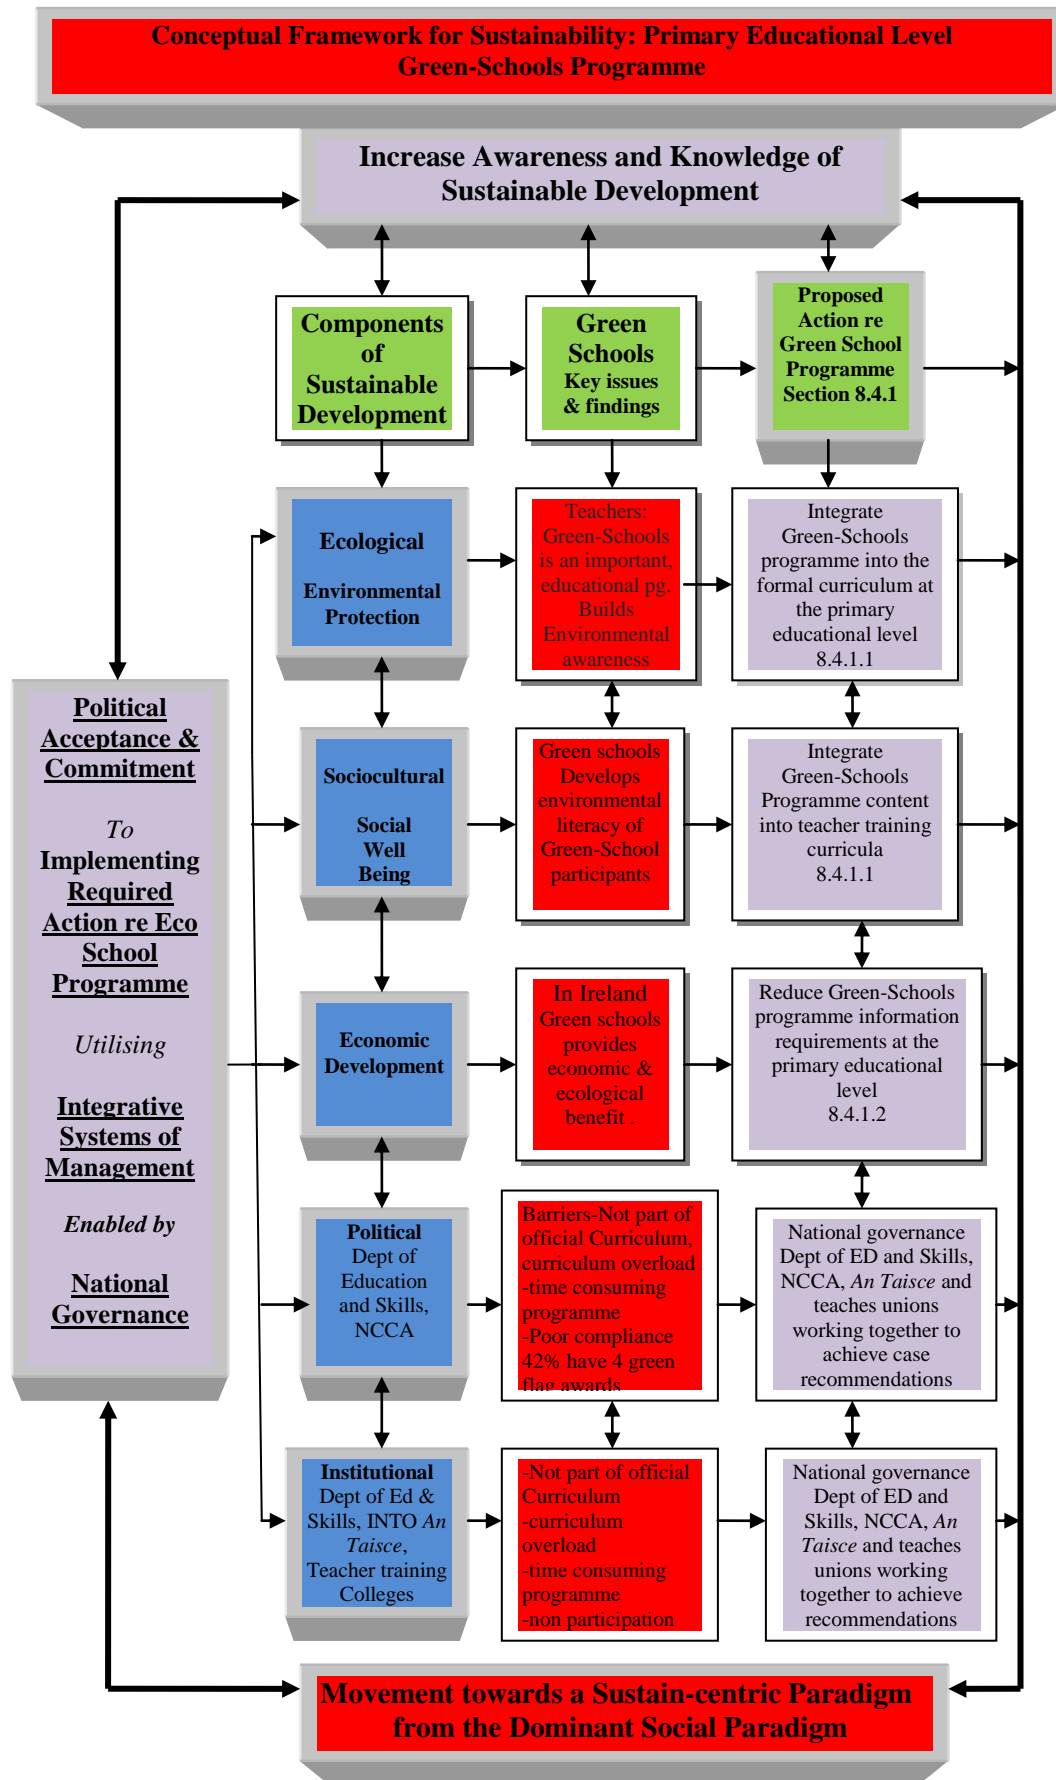 Conceptual Framework for Sustainability: Primary Educational Level
Green-Schools Programme
Increase Awareness and Knowledge of
Sustainable Development
Components
of
Sustainable
Development
Green
Schools
Key issues
& findings
Proposed
Action re
Green School
Programme
Section 8.4.1
Ecological
Environmental
Protection
Teachers:
Green-Schools
is an important,
educational pg.
Builds
Environmental
awareness
Integrate
Green-Schools
programme into the
formal curriculum at
the primary
educational level
8.4.1.1
Political
Acceptance &
Commitment
To
Implementing
Required
Action re Eco
School
Programme
Utilising
Integrative
Systems of
Management
Enabled by
National
Governance
Sociocultural
Social
Well
Being
Green schools
Develops
environmental
literacy of
Green-School
participants
Integrate
Green-Schools
Programme content
into teacher training
curricula
8.4.1.1
Economic
Development
In Ireland
Green schools
provides
economic &
ecological
benefit .
Reduce Green-Schools
programme information
requirements at the
primary educational
level
8.4.1.2
Political
Dept of
Education
and Skills,
NCCA
Barriers-Not part of
official Curriculum,
curriculum overload
-time consuming
programme
-Poor compliance
42% have 4 green
flag awards
National governance
Dept of ED and Skills,
NCCA, An Taisce and
teaches unions
working together to
achieve case
recommendations
Institutional
Dept of Ed &
Skills, INTO An
Taisce,
Teacher training
Colleges
-Not part of official
Curriculum
-curriculum
overload
-time consuming
programme
-non participation
National governance
Dept of ED and
Skills, NCCA, An
Taisce and teaches
unions working
together to achieve
recommendations
Movement towards a Sustain-centric Paradigm
from the Dominant Social Paradigm